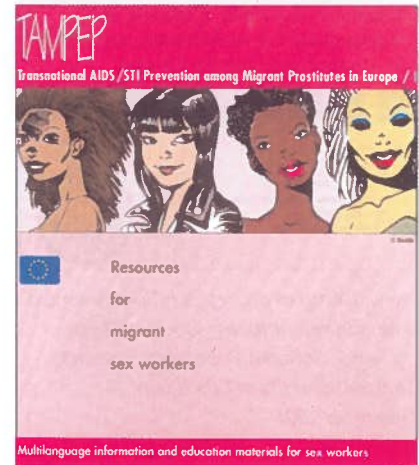 TAMPEP
Transnational AIDS/STI Prevention among Migrant Prostitutes in Europe /
Resources
for
migrant
sex workers
Multilanguage information and education materials for sex workers